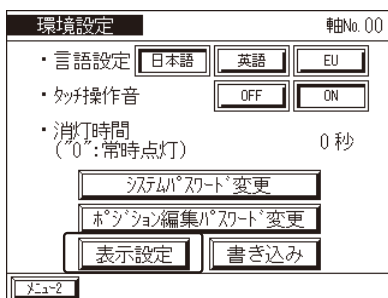 環境設定 軸No. 00
・言語設定 日本語 英語 EU
・ﾀｯﾁ操作音 OFF ON
・消灯時間 0 秒
("0":常時点灯)
ｼｽﾃﾑﾊﾟｽﾜｰﾄﾞ変更
ﾎﾟｼﾞｼｮﾝ編集ﾊﾟｽﾜｰﾄﾞ変更
表示設定 書き込み
ﾒﾆｭｰ2